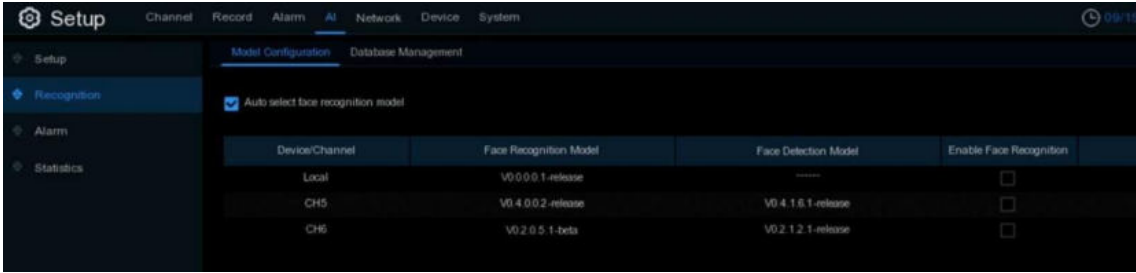 Setup Channel Record Alarm AI Network Device System 09/15
Setup Model Configuration Database Management
Recognition Auto select face recognition model
Alarm
Device/Channel Face Recognition Model Face Detection Model Enable Face Recognition
Statistics
Local V0.0.0.0.1-release ------
CH5 V0.4.0.0.2-release V0.4.1.6.1-release
CH6 V0.2.0.5.1-beta V0.2.1.2.1-release